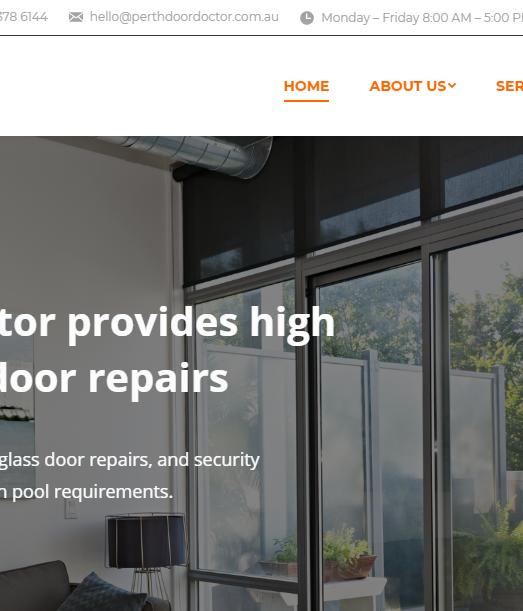 378 6144 hello@perthdoordoctor.com.au Monday – Friday 8:00 AM – 5:00 P
HOME ABOUT US SER
tor provides high
door repairs
glass door repairs, and security
n pool requirements.